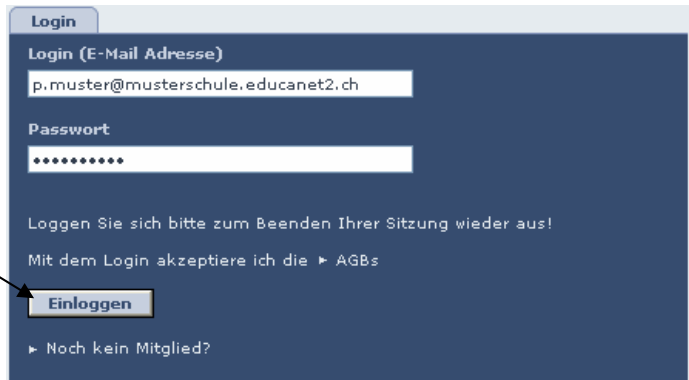 Login
Login (E-Mail Adresse)
p.muster@musterschule.educanet2.ch
Passwort
••••••••••
Loggen Sie sich bitte zum Beenden Ihrer Sitzung wieder aus!
Mit dem Login akzeptiere ich die ► AGBs
Einloggen
► Noch kein Mitglied?